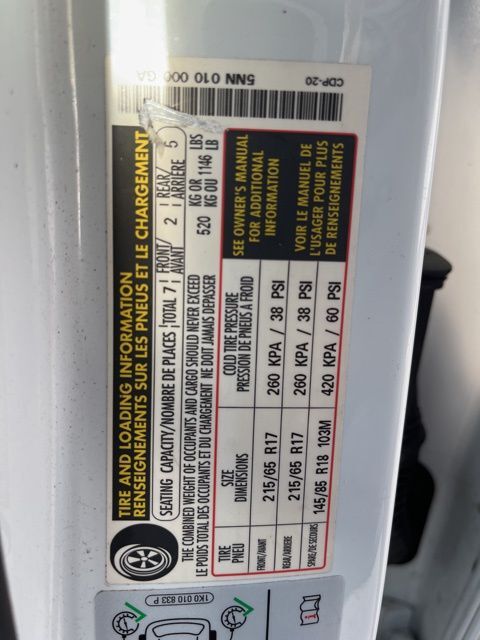 5NN 010 000 GA
CDP-20
TIRE AND LOADING INFORMATION
RENSEIGNEMENTS SUR LES PNEUS ET LE CHARGEMENT
SEATING CAPACITY/NOMBRE DE PLACES TOTAL 7 FRONT/AVANT 2 REAR/ARRIÈRE 5
THE COMBINED WEIGHT OF OCCUPANTS AND CARGO SHOULD NEVER EXCEED 520 KG OR 1146 LBS
LE POIDS TOTAL DES OCCUPANTS ET DU CHARGEMENT NE DOIT JAMAIS DEPASSER KG OU LB
TIRE PNEU SIZE DIMENSIONS COLD TIRE PRESSURE PRESSION DE PNEUS À FROID
FRONT/AVANT 215/65 R17 260 KPA / 38 PSI
REAR/ARRIERE 215/65 R17 260 KPA / 38 PSI
SPARE/DE SECOURS 145/85 R18 103M 420 KPA / 60 PSI
SEE OWNER'S MANUAL
FOR ADDITIONAL
INFORMATION
VOIR LE MANUEL DE
L'USAGER POUR PLUS
DE RENSEIGNEMENTS
1K0 010 833 P